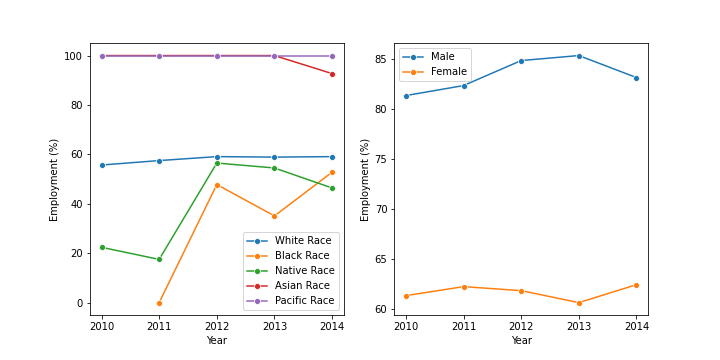 100
80
60
40
20
0
Employment (%)
2010 2011 2012 2013 2014
Year
White Race
Black Race
Native Race
Asian Race
Pacific Race
85
80
75
70
65
60
Employment (%)
2010 2011 2012 2013 2014
Year
Male
Female